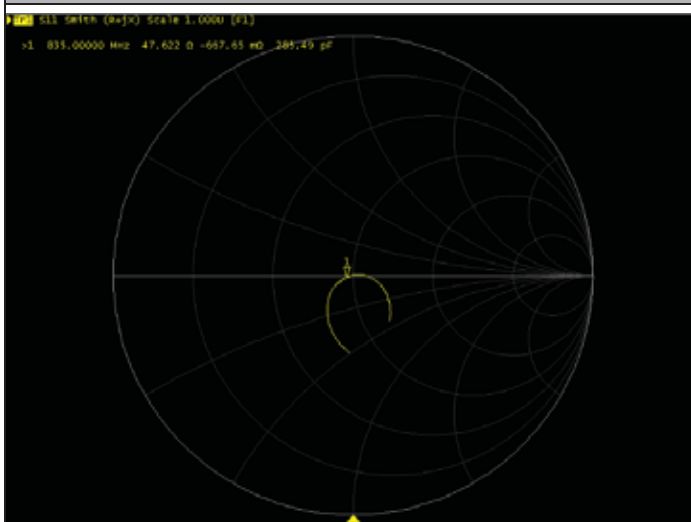 Tr1 S11 Smith (R+jX) Scale 1.000U [F1]
>1 835.00000 MHz 47.622 Ω -667.65 mΩ 285.49 pF
1